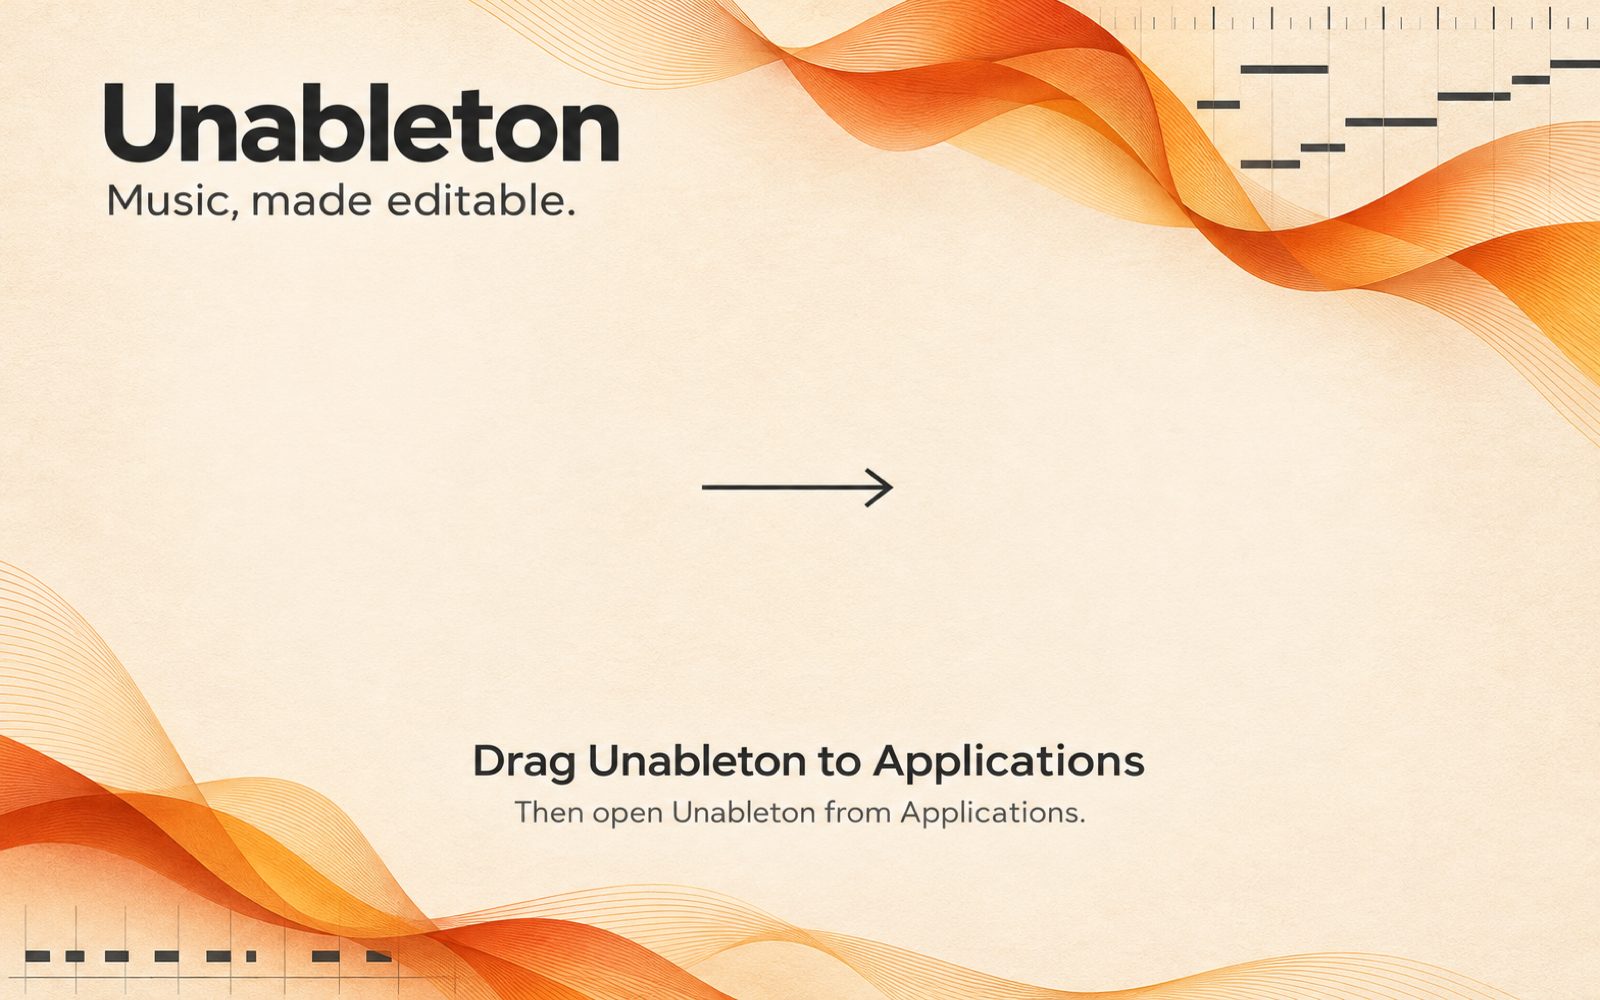 Unableton
Music, made editable.
Drag Unableton to Applications
Then open Unableton from Applications.